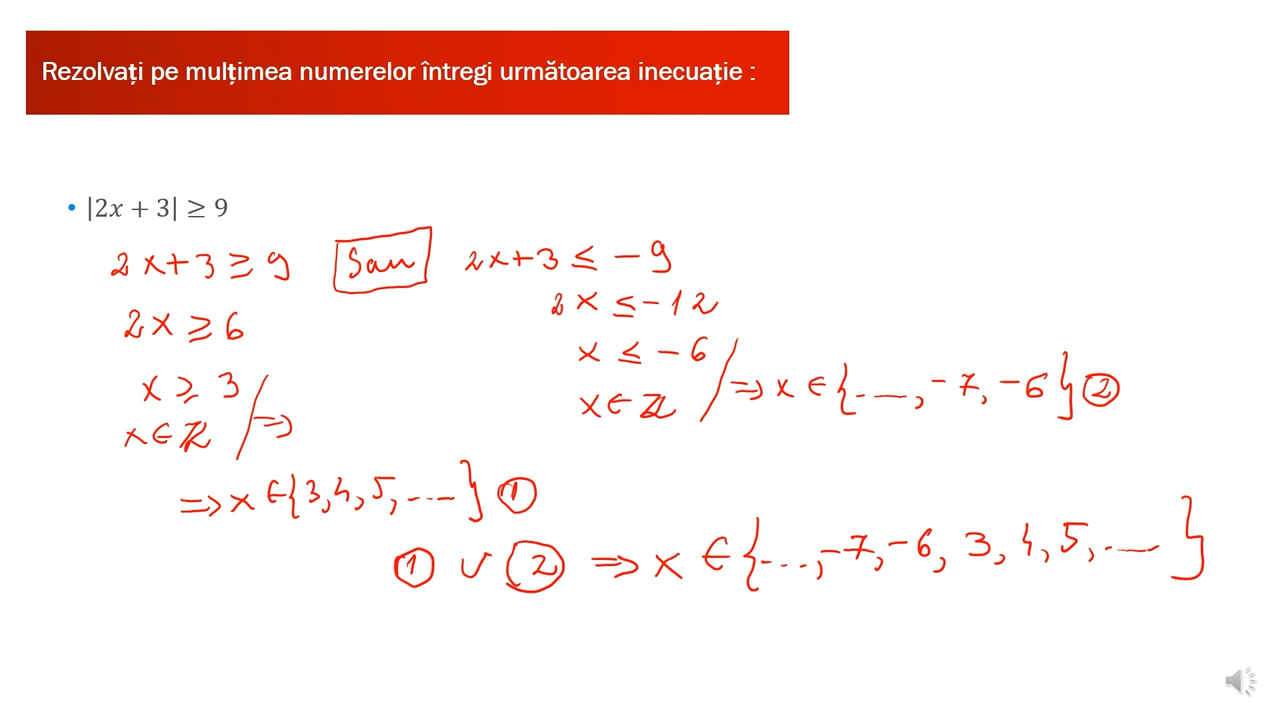 Rezolvați pe mulțimea numerelor întregi următoarea inecuație :
• |2x + 3| ≥ 9
2x+3 ≥ 9 Sau 2x+3 ≤ -9
2x ≥ 6
2x ≤ -12
x ≥ 3
x ≤ -6
x ∈ ℤ / ⇒
x ∈ ℤ / ⇒ x ∈ {...., -7, -6} ②
⇒ x ∈ {3, 4, 5, ....} ①
① ∨ ② ⇒ x ∈ {...., -7, -6, 3, 4, 5, ....}